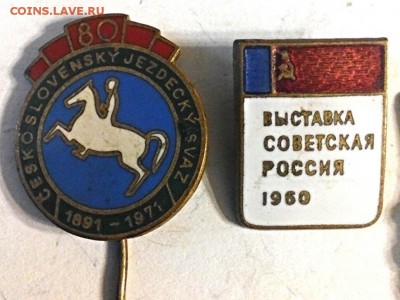 COINS.LAVE.RU
80
ČESKOSLOVENSKÝ JEZDECKÝ SVAZ
1891-1971
ВЫСТАВКА
СОВЕТСКАЯ
РОССИЯ
1960